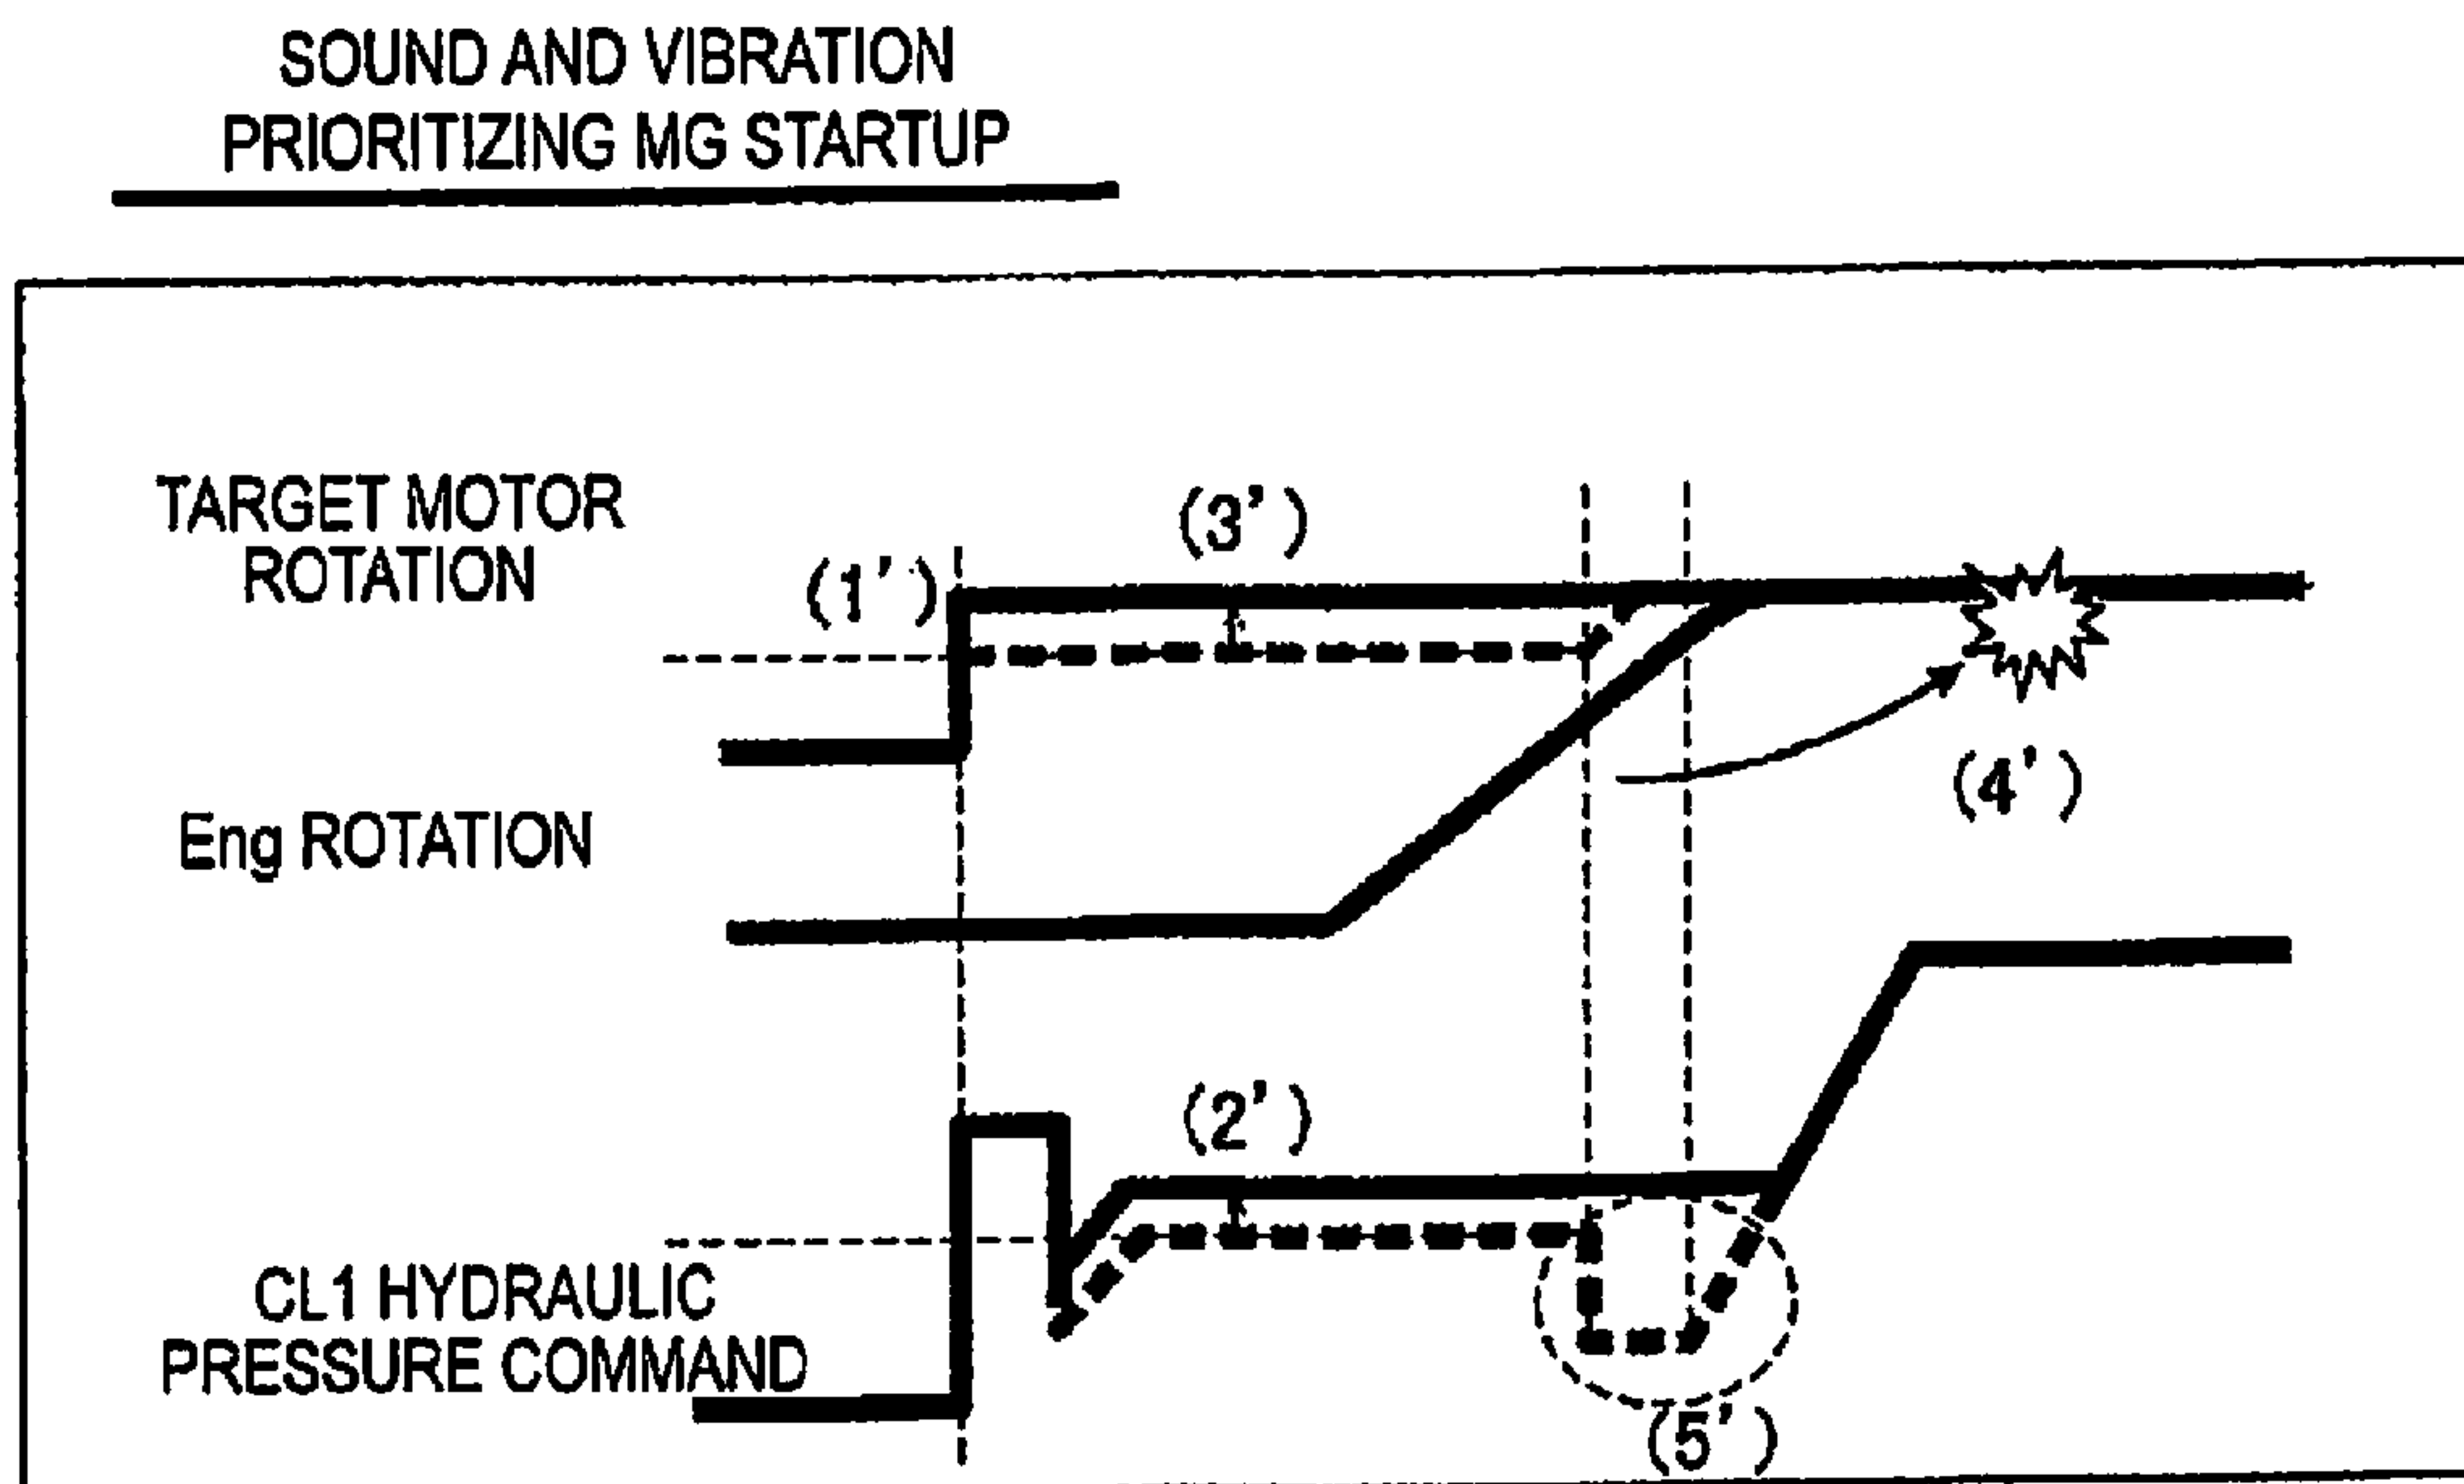 SOUND AND VIBRATION
PRIORITIZING MG STARTUP
TARGET MOTOR
ROTATION
(1')
(3')
Eng ROTATION
(4')
(2')
CL1 HYDRAULIC
PRESSURE COMMAND
(5')